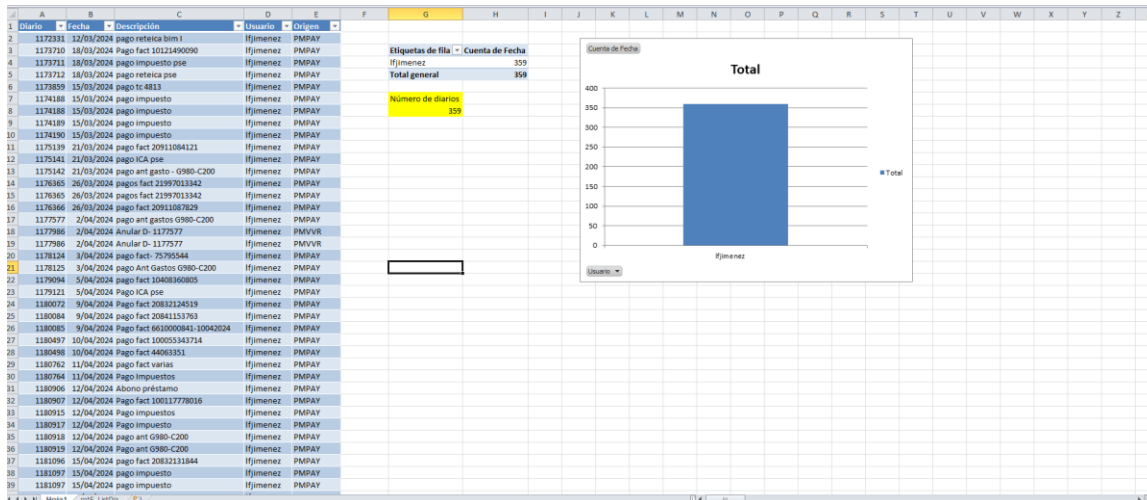 A B C D E F G H I J K L M N O P Q R S T U V W X Y Z
1 Diario Fecha Descripción Usuario Origen
2 1172331 12/03/2024 pago reteica bim I lfjimenez PMPAY
3 1173710 18/03/2024 Pago fact 10121490090 lfjimenez PMPAY
4 1173711 18/03/2024 pago impuesto pse lfjimenez PMPAY
5 1173712 18/03/2024 pago reteica pse lfjimenez PMPAY
6 1173859 15/03/2024 pago tc 4813 lfjimenez PMPAY
7 1174188 15/03/2024 pago impuesto lfjimenez PMPAY
8 1174188 15/03/2024 pago impuesto lfjimenez PMPAY
9 1174189 15/03/2024 pago impuesto lfjimenez PMPAY
10 1174190 15/03/2024 pago impuesto lfjimenez PMPAY
11 1175139 21/03/2024 pago fact 20911084121 lfjimenez PMPAY
12 1175141 21/03/2024 pago ICA pse lfjimenez PMPAY
13 1175142 21/03/2024 pago ant gasto - G980-C200 lfjimenez PMPAY
14 1176365 26/03/2024 pagos fact 21997013342 lfjimenez PMPAY
15 1176365 26/03/2024 pagos fact 21997013342 lfjimenez PMPAY
16 1176366 26/03/2024 pago fact 20911087829 lfjimenez PMPAY
17 1177577 2/04/2024 pago ant gastos G980-C200 lfjimenez PMPAY
18 1177986 2/04/2024 Anular D- 1177577 lfjimenez PMVVR
19 1177986 2/04/2024 Anular D- 1177577 lfjimenez PMVVR
20 1178124 3/04/2024 pago fact- 75795544 lfjimenez PMPAY
21 1178125 3/04/2024 pago Ant Gastos G980-C200 lfjimenez PMPAY
22 1179094 5/04/2024 pago fact 10408360805 lfjimenez PMPAY
23 1179121 5/04/2024 Pago ICA pse lfjimenez PMPAY
24 1180072 9/04/2024 pago fact 20832124519 lfjimenez PMPAY
25 1180084 9/04/2024 pago fact 20841153763 lfjimenez PMPAY
26 1180085 9/04/2024 Pago fact 6610000841-10042024 lfjimenez PMPAY
27 1180497 10/04/2024 pago fact 100055343714 lfjimenez PMPAY
28 1180498 10/04/2024 Pago fact 44063351 lfjimenez PMPAY
29 1180762 11/04/2024 pago fact varias lfjimenez PMPAY
30 1180764 11/04/2024 Pago Impuestos lfjimenez PMPAY
31 1180906 12/04/2024 Abono préstamo lfjimenez PMPAY
32 1180907 12/04/2024 Pago fact 100117778016 lfjimenez PMPAY
33 1180915 12/04/2024 Pago impuestos lfjimenez PMPAY
34 1180917 12/04/2024 Pago impuesto lfjimenez PMPAY
35 1180918 12/04/2024 pago ant G980-C200 lfjimenez PMPAY
36 1180919 12/04/2024 Pago ant G980-C200 lfjimenez PMPAY
37 1181096 15/04/2024 pago fact 20832131844 lfjimenez PMPAY
38 1181097 15/04/2024 pago impuesto lfjimenez PMPAY
39 1181097 15/04/2024 pago impuesto lfjimenez PMPAY
Etiquetas de fila Cuenta de Fecha
lfjimenez 359
Total general 359
Número de diarios
359
Cuenta de Fecha
Total
400
350
300
250
200
150
100
50
0
lfjimenez
Total
Usuario
Hoja1